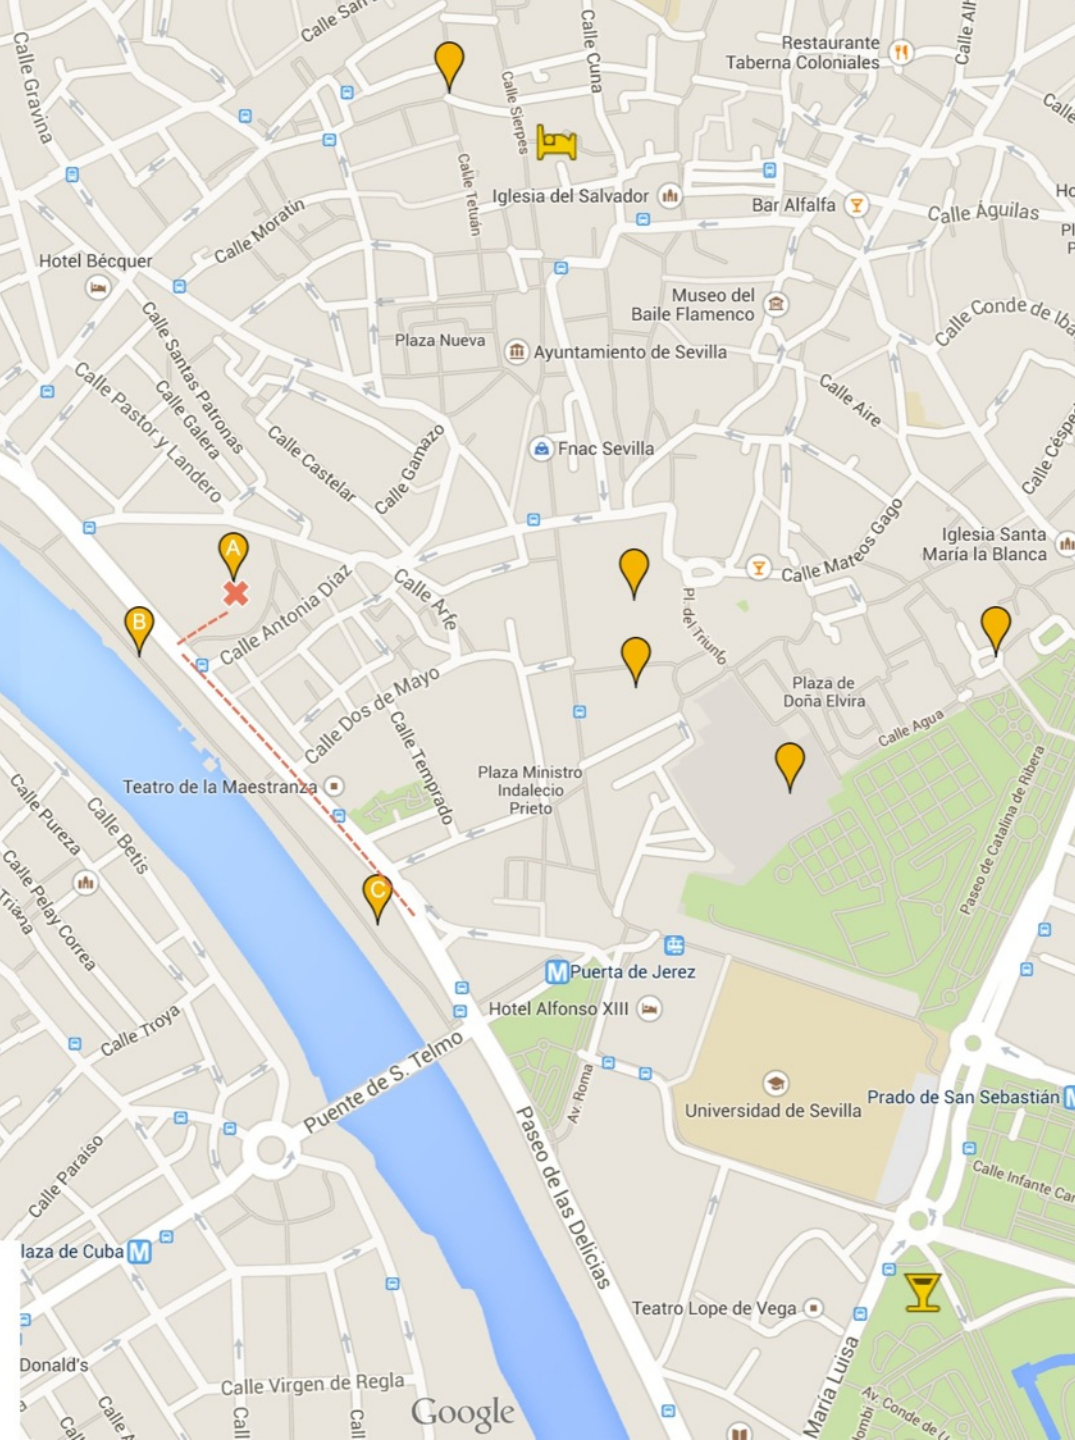 Calle San
Calle Gravina
Calle Cuna
Restaurante
Taberna Coloniales
Calle Sierpes
Calle Tetuán
Iglesia del Salvador
Bar Alfalfa
Calle Águilas
Calle Moratín
Hotel Bécquer
Museo del
Baile Flamenco
Calle Conde de Iba
Plaza Nueva
Ayuntamiento de Sevilla
Calle Santas Patronas
Calle Galera
Calle Pastor y Landero
Calle Castelar
Calle Gamazo
Calle Aire
Fnac Sevilla
Calle Céspe
Calle Mateos Gago
Iglesia Santa
María la Blanca
A
Calle Antonia Díaz
Calle Arfe
Pl. del Triunfo
B
Calle Dos de Mayo
Plaza de
Doña Elvira
Calle Agua
Calle Temprado
Teatro de la Maestranza
Plaza Ministro
Indalecio
Prieto
Paseo de Catalina de Ribera
Calle Pureza
Calle Betis
Calle Pelay Correa
Triana
C
M
Puerta de Jerez
Hotel Alfonso XIII
Calle Troya
Puente de S. Telmo
Av. Roma
Universidad de Sevilla
Prado de San Sebastián
Paseo de las Delicias
Calle Paraiso
Calle Infante Car
laza de Cuba
M
Teatro Lope de Vega
María Luisa
Donald's
Calle Virgen de Regla
Av. Conde de
Google